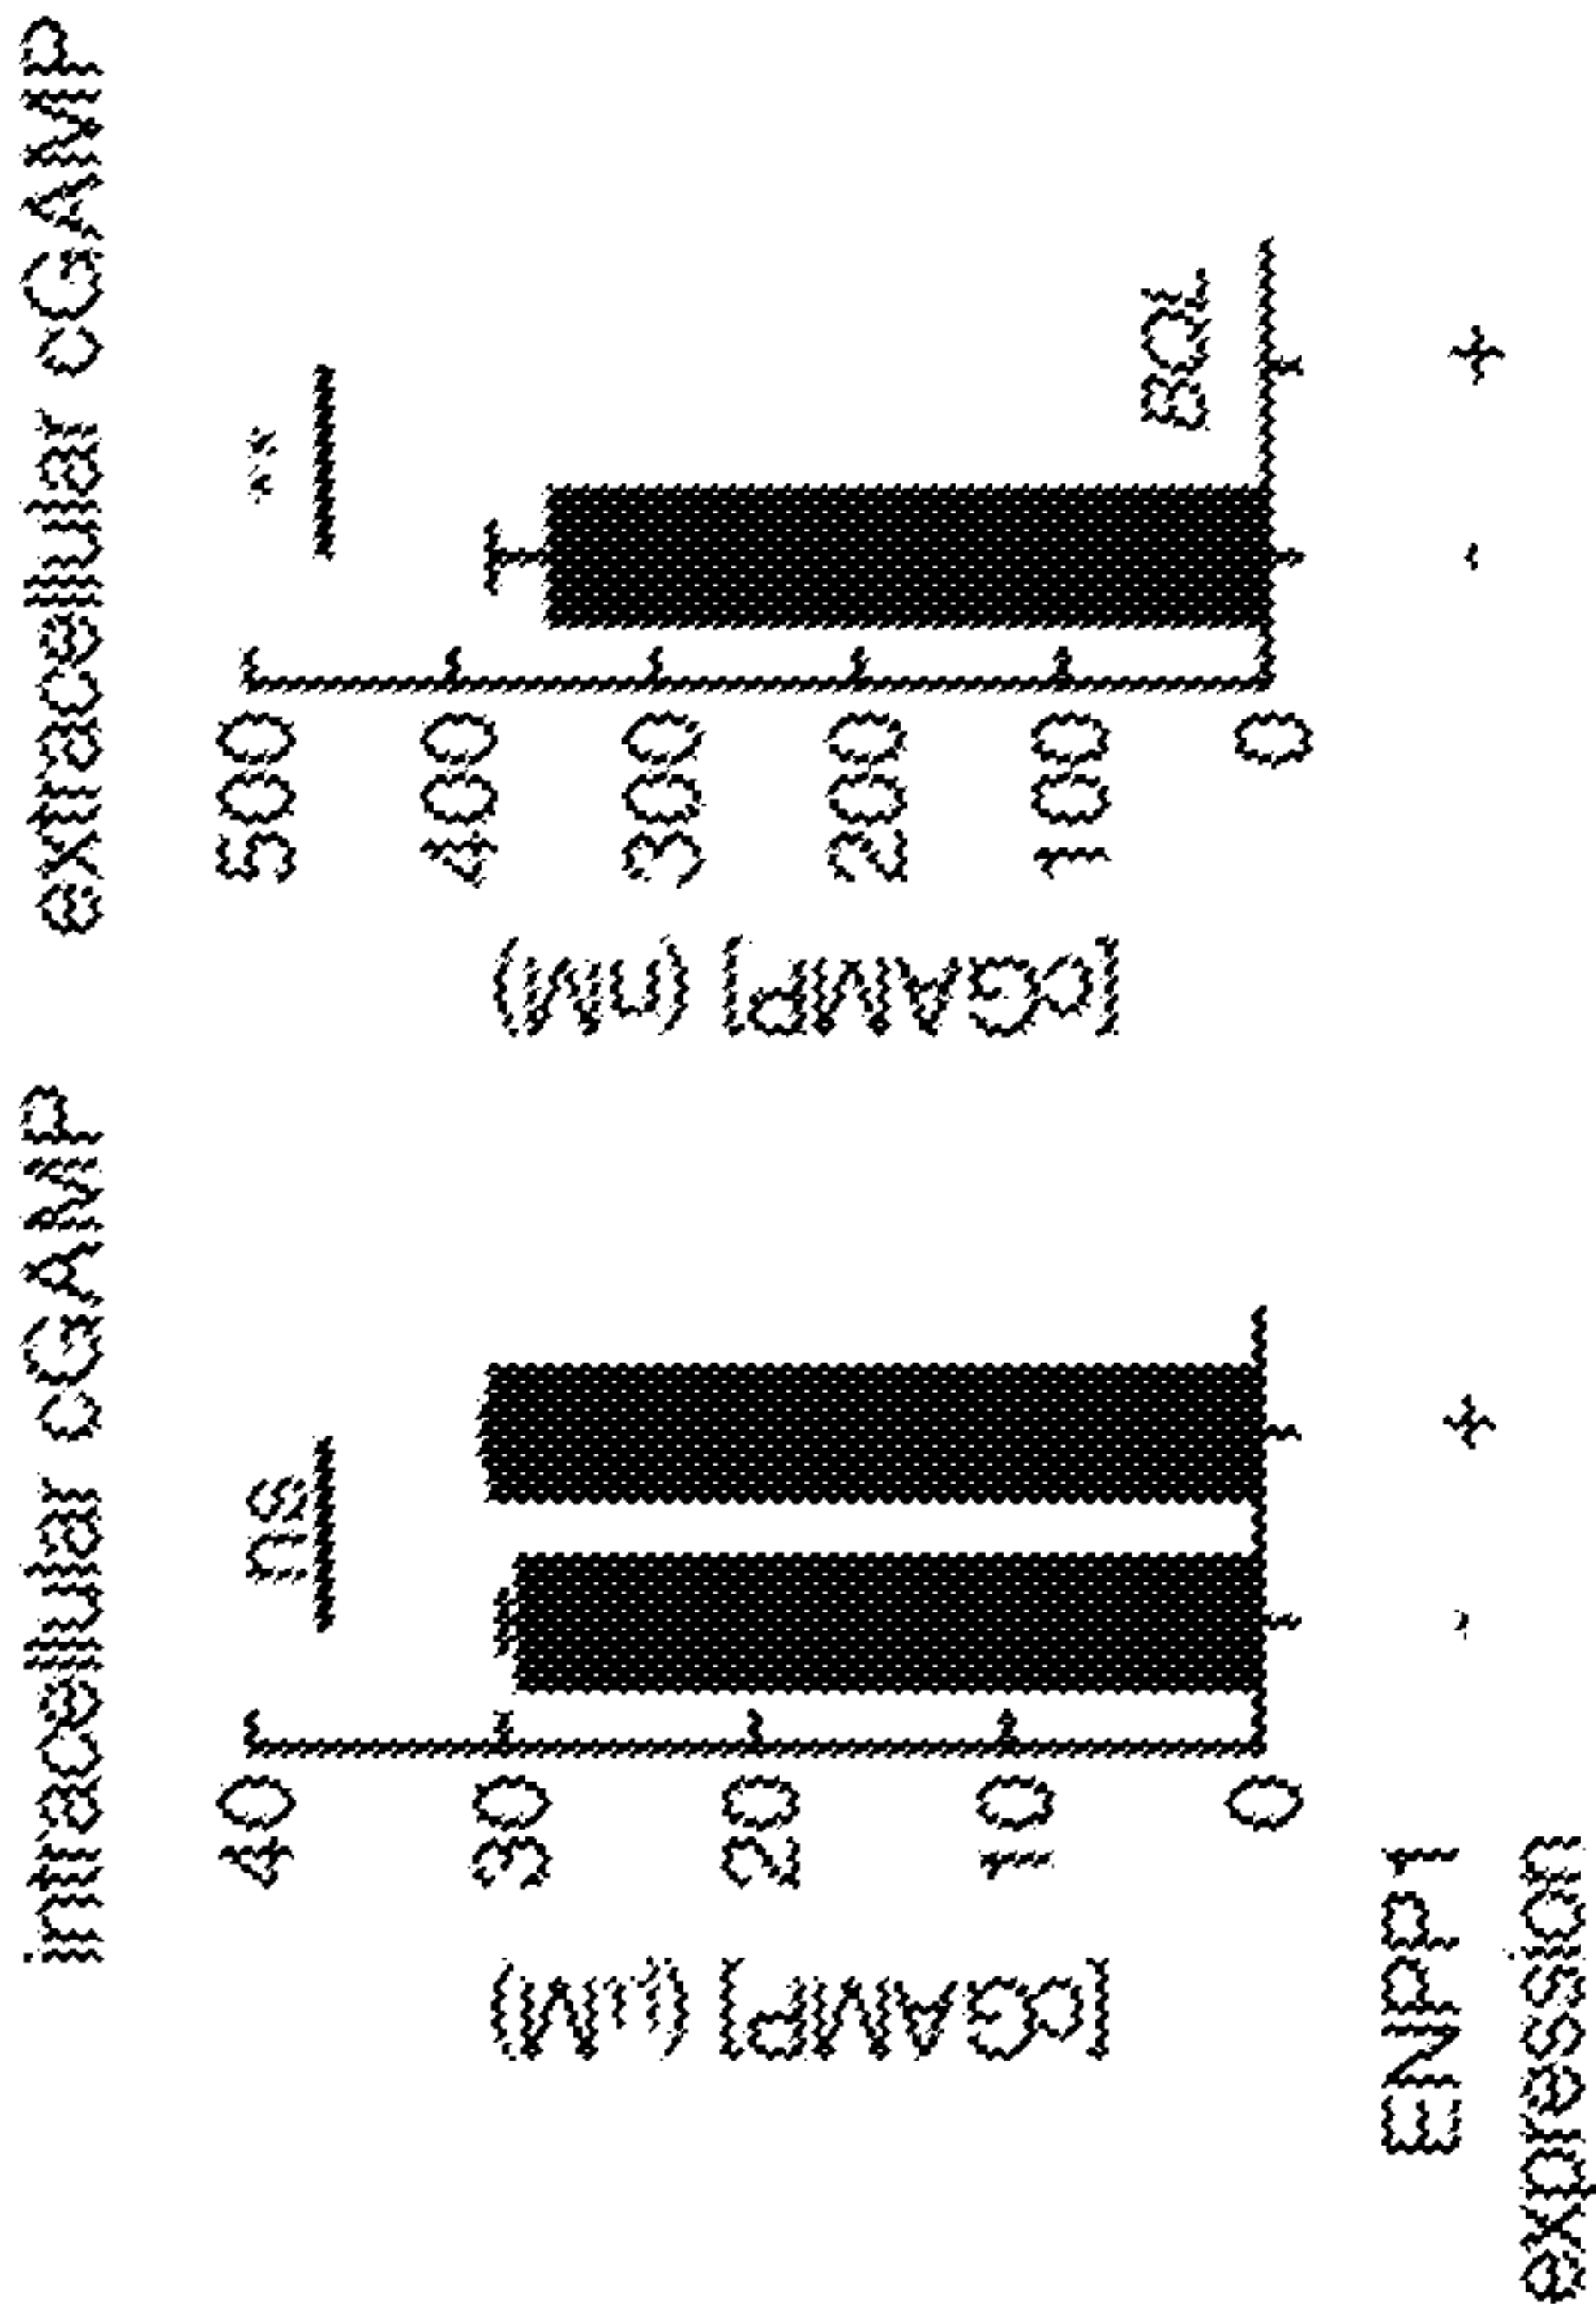 intracellular cGAMP
[cGAMP] (μM)
40
30
20
10
0
ns
ENPP1
expression
-
+
extracellular cGAMP
[cGAMP] (nM)
500
400
300
200
100
0
**
BQL
-
+